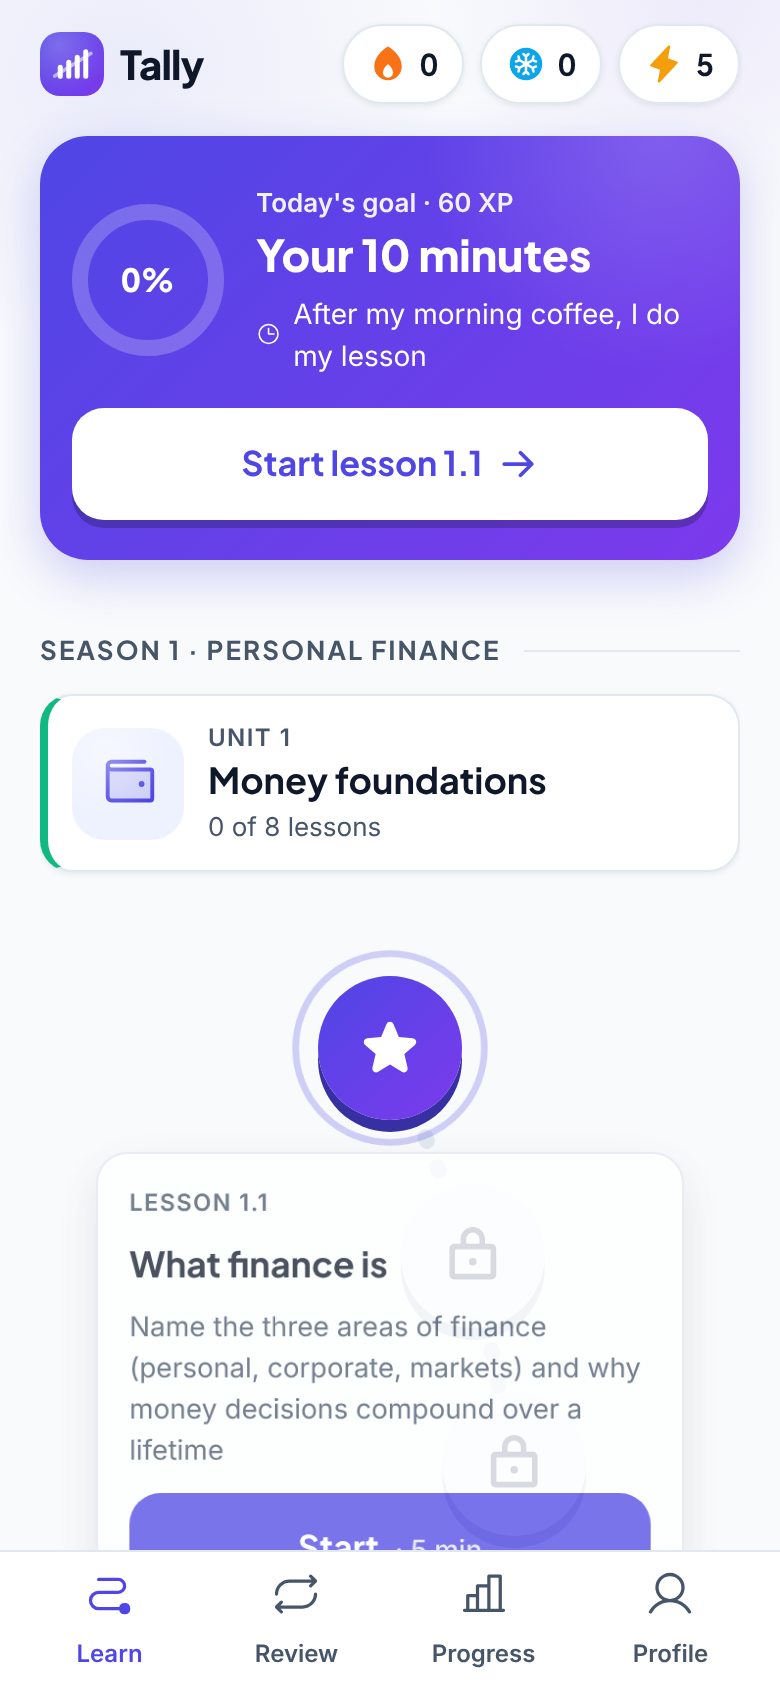 Tally
0
0
5
Today's goal · 60 XP
Your 10 minutes
0%
After my morning coffee, I do
my lesson
Start lesson 1.1 →
SEASON 1 · PERSONAL FINANCE
UNIT 1
Money foundations
0 of 8 lessons
LESSON 1.1
What finance is
Name the three areas of finance
(personal, corporate, markets) and why
money decisions compound over a
lifetime
Start · 5 min
Learn
Review
Progress
Profile